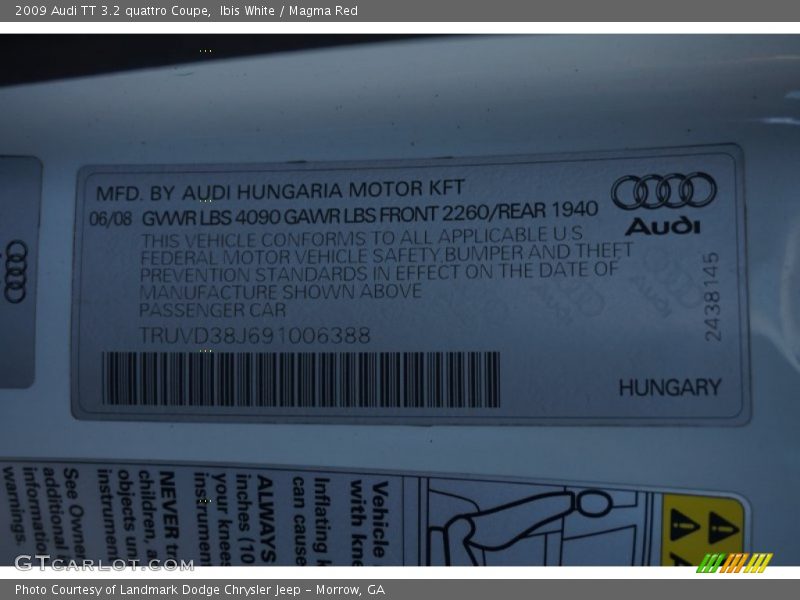 2009 Audi TT 3.2 quattro Coupe,  Ibis White / Magma Red
MFD. BY AUDI HUNGARIA MOTOR KFT
06/08 GVWR LBS 4090 GAWR LBS FRONT 2260/REAR 1940
THIS VEHICLE CONFORMS TO ALL APPLICABLE U S
FEDERAL MOTOR VEHICLE SAFETY,BUMPER AND THEFT
PREVENTION STANDARDS IN EFFECT ON THE DATE OF
MANUFACTURE SHOWN ABOVE
PASSENGER CAR
TRUVD38J691006388
Audi
2438145
HUNGARY
Vehicle
with kne
Inflating k
can cause
ALWAYS
inches (10
your knees
instrument
NEVER tr
children, a
objects un
instrument
See Owner
additional
information
warnings.
GTcarlot.com
Photo Courtesy of Landmark Dodge Chrysler Jeep - Morrow, GA